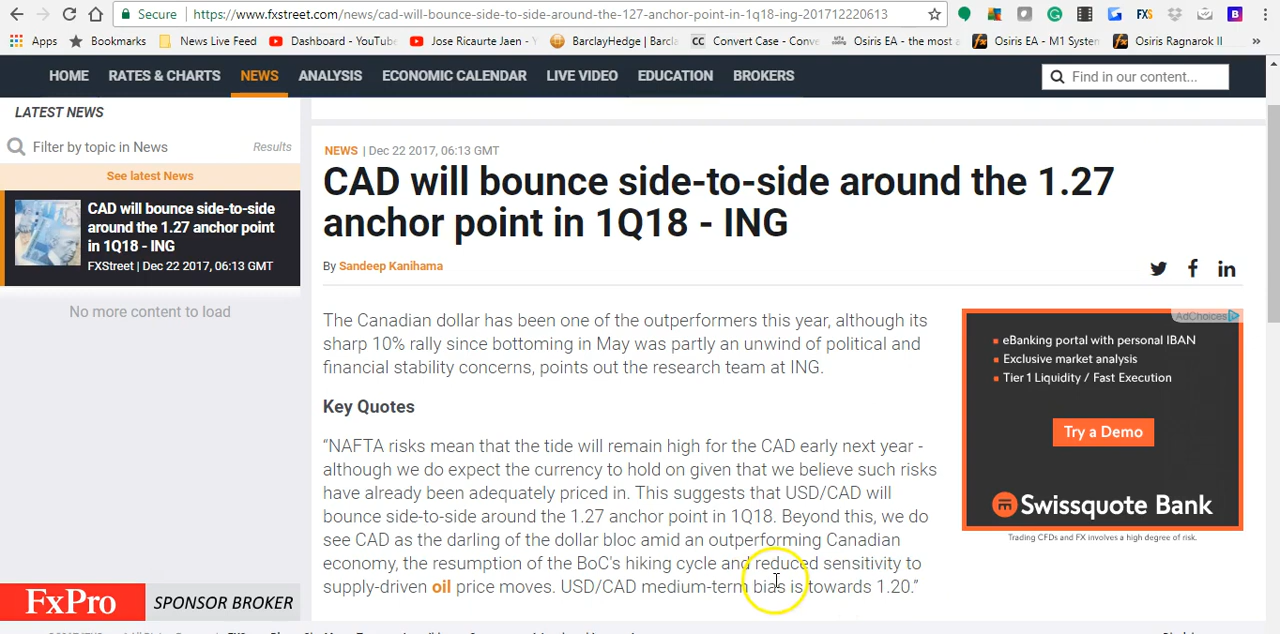 Secure https://www.fxstreet.com/news/cad-will-bounce-side-to-side-around-the-127-anchor-point-in-1q18-ing-201712220613
Apps Bookmarks News Live Feed Dashboard - YouTube Jose Ricaurte Jaen - BarclayHedge | Barcla CC Convert Case - Conve Osiris EA - the most a Osiris EA - M1 System Osiris Ragnarok II »
HOME RATES & CHARTS NEWS ANALYSIS ECONOMIC CALENDAR LIVE VIDEO EDUCATION BROKERS Find in our content...
LATEST NEWS
Filter by topic in News Results
See latest News
CAD will bounce side-to-side
around the 1.27 anchor point
in 1Q18 - ING
FXStreet | Dec 22 2017, 06:13 GMT
No more content to load
FxPro SPONSOR BROKER
NEWS | Dec 22 2017, 06:13 GMT
CAD will bounce side-to-side around the 1.27
anchor point in 1Q18 - ING
By Sandeep Kanihama
The Canadian dollar has been one of the outperformers this year, although its
sharp 10% rally since bottoming in May was partly an unwind of political and
financial stability concerns, points out the research team at ING.
Key Quotes
“NAFTA risks mean that the tide will remain high for the CAD early next year -
although we do expect the currency to hold on given that we believe such risks
have already been adequately priced in. This suggests that USD/CAD will
bounce side-to-side around the 1.27 anchor point in 1Q18. Beyond this, we do
see CAD as the darling of the dollar bloc amid an outperforming Canadian
economy, the resumption of the BoC's hiking cycle and reduced sensitivity to
supply-driven oil price moves. USD/CAD medium-term bias is towards 1.20.”
AdChoices
eBanking portal with personal IBAN
Exclusive market analysis
Tier 1 Liquidity / Fast Execution
Try a Demo
Swissquote Bank
Trading CFDs and FX involves a high degree of risk.